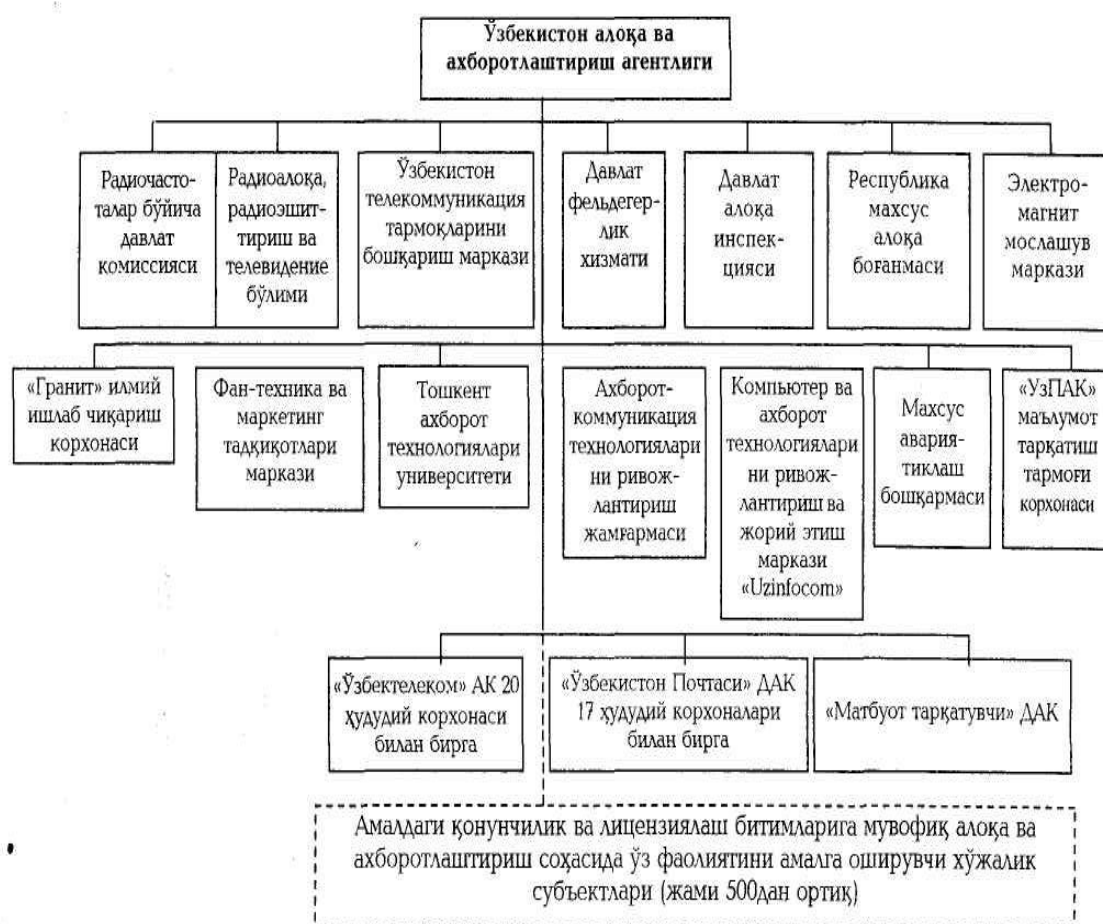 Ўзбекистон алоқа ва
ахборотлаштириш агентлиги
Радиочасто-
талар бўйича
давлат
комиссияси
Радиоалоқа,
радиоэшит-
тириш ва
телевидение
бўлими
Ўзбекистон
телекоммуникация
тармоқларини
бошқариш маркази
Давлат
фельдегер-
лик
хизмати
Давлат
алоқа
инспек-
цияси
Республика
махсус
алоқа
боғанмаси
Электро-
магнит
мослашув
маркази
«Гранит» илмий
ишлаб чиқариш
корхонаси
Фан-техника ва
маркетинг
тадқиқотлари
маркази
Тошкент
ахборот
технологиялари
университети
Ахборот-
коммуникация
технологиялари
ни ривож-
лантириш
жамғармаси
Компьютер ва
ахборот
технологиялари
ни ривож-
лантириш ва
жорий этиш
маркази
«Uzinfocom»
Махсус
авария-
тиклаш
бошқармаси
«УзПАК»
маълумот
тарқатиш
тармоғи
корхонаси
«Ўзбектелеком» АК 20
ҳудудий корхонаси
билан бирга
«Ўзбекистон Почтаси» ДАК
17 ҳудудий корхоналари
билан бирга
«Матбуот тарқатувчи» ДАК
Амалдаги қонунчилик ва лицензиялаш битимларига мувофиқ алоқа ва
ахборотлаштириш соҳасида ўз фаолиятини амалга оширувчи хўжалик
субъектлари (жами 500дан ортиқ)